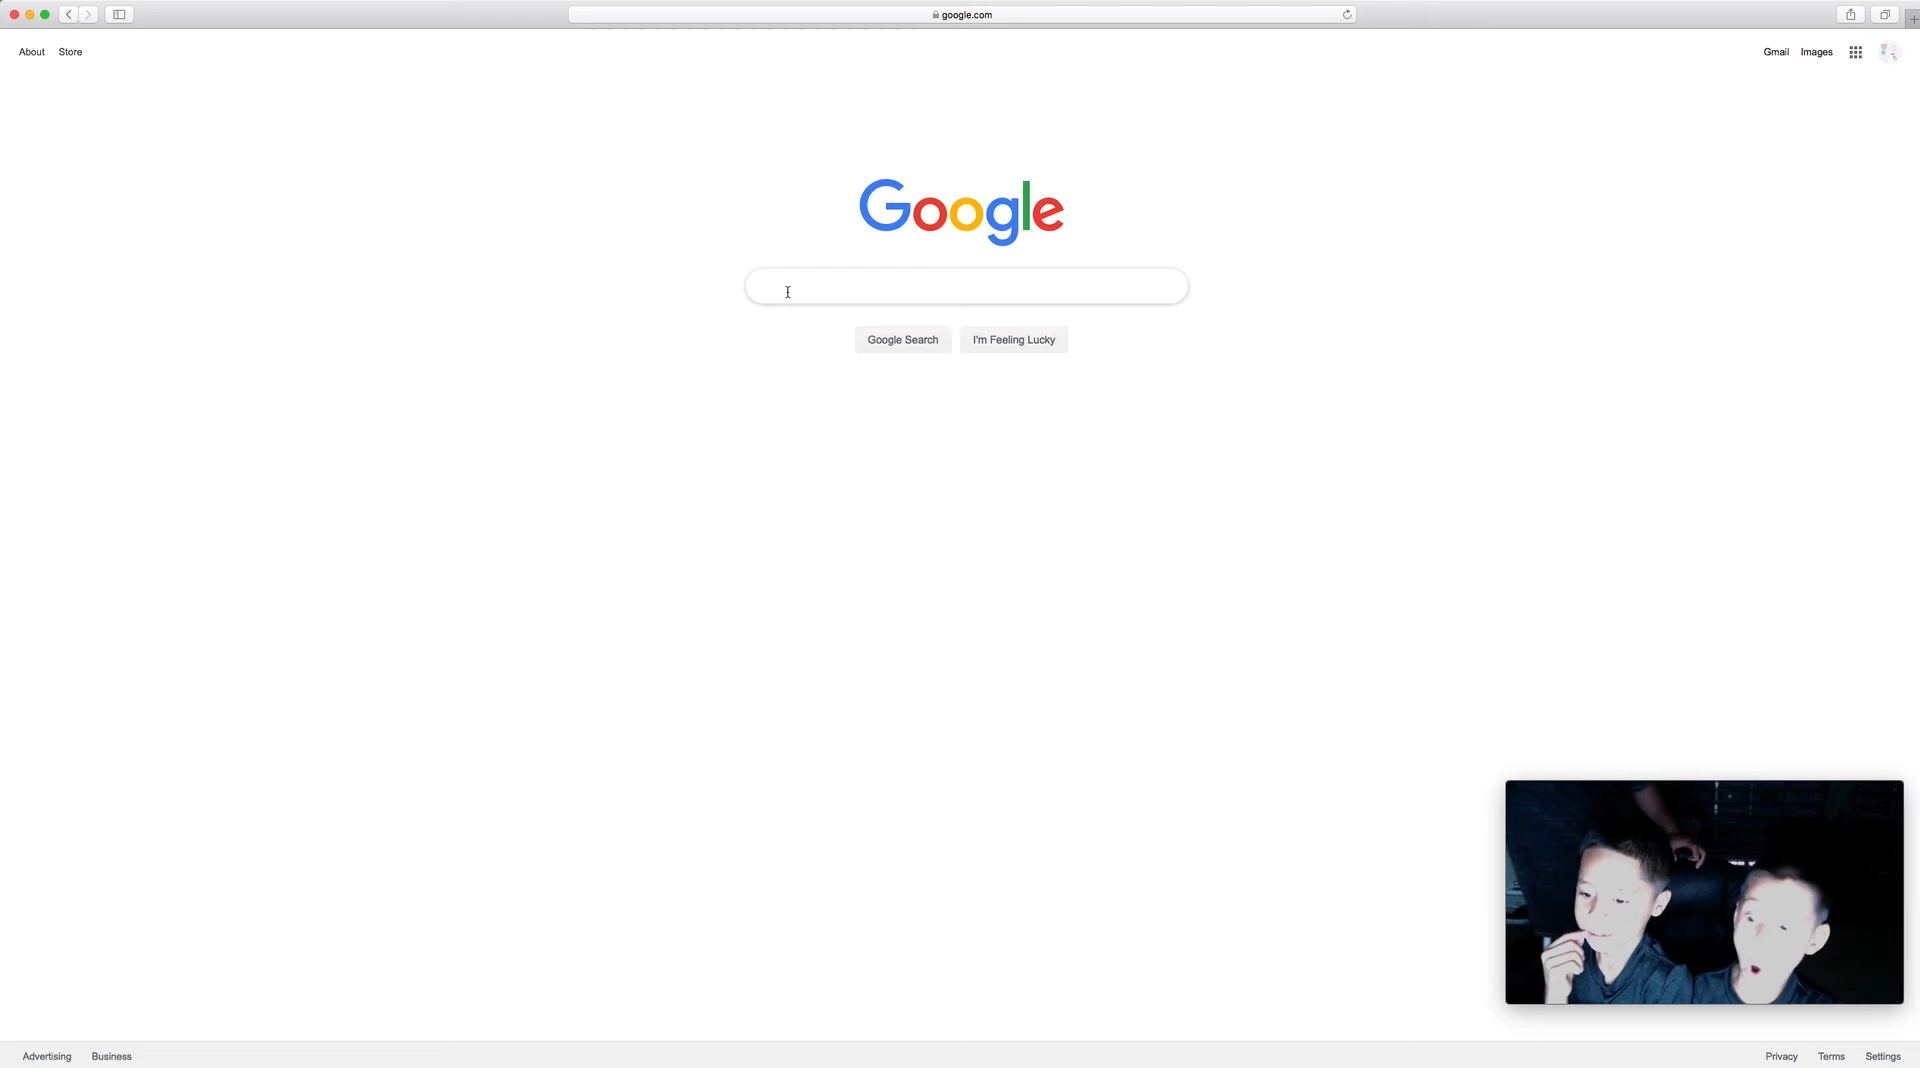 google.com
About Store
Gmail Images
Google
Google Search I'm Feeling Lucky
Advertising Business
Privacy Terms Settings